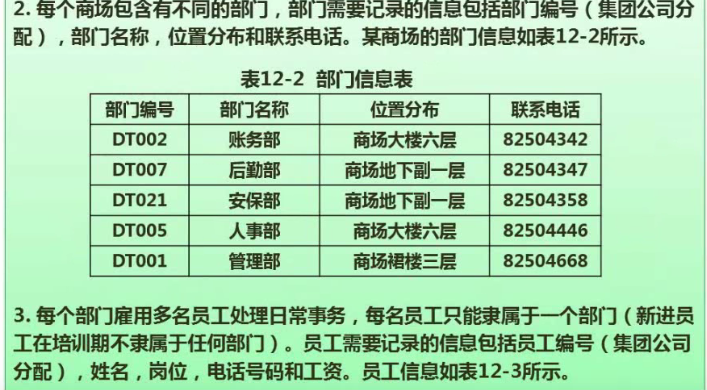 2. 每个商场包含有不同的部门，部门需要记录的信息包括部门编号（集团公司分
配），部门名称，位置分布和联系电话。某商场的部门信息如表12-2所示。
表12-2 部门信息表
部门编号 部门名称 位置分布 联系电话
DT002 账务部 商场大楼六层 82504342
DT007 后勤部 商场地下副一层 82504347
DT021 安保部 商场地下副一层 82504358
DT005 人事部 商场大楼六层 82504446
DT001 管理部 商场裙楼三层 82504668
3. 每个部门雇用多名员工处理日常事务，每名员工只能隶属于一个部门（新进员
工在培训期不隶属于任何部门）。员工需要记录的信息包括员工编号（集团公司
分配），姓名，岗位，电话号码和工资。员工信息如表12-3所示。